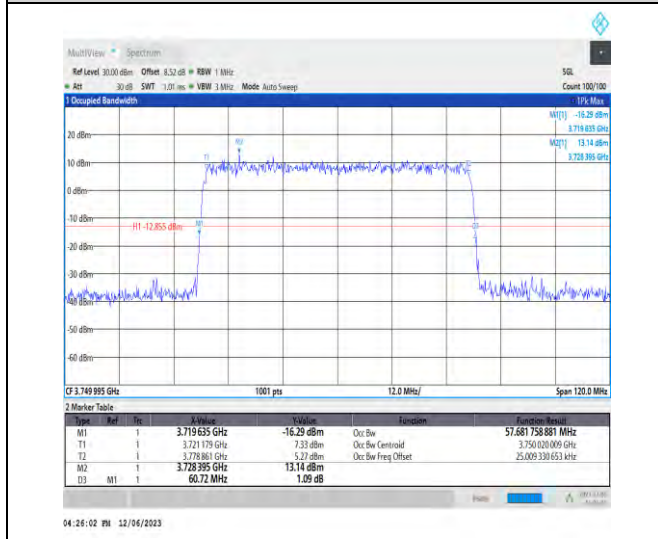 MultiView Spectrum
Ref Level 30.00 dBm Offset 8.52 dB RBW 1 MHz SGL
Att 30 dB SWT 1.01 ms VBW 3 MHz Mode Auto Sweep Count 100/100
1 Occupied Bandwidth 1Pk Max
M1[1] -16.29 dBm
3.719 635 GHz
M2[1] 13.14 dBm
3.728 395 GHz
20 dBm
M2
T1
10 dBm
0 dBm
-10 dBm
H1 -12.855 dBm
M1
D3
-20 dBm
-30 dBm
-40 dBm
-50 dBm
-60 dBm
CF 3.749 995 GHz 1001 pts 12.0 MHz/ Span 120.0 MHz
2 Marker Table
Type Ref Trc X-Value Y-Value Function Function Result
M1 1 3.719 635 GHz -16.29 dBm Occ Bw 57.681 758 881 MHz
T1 1 3.721 179 GHz 7.33 dBm Occ Bw Centroid 3.750 020 009 GHz
T2 1 3.778 861 GHz 5.27 dBm Occ Bw Freq Offset 25.009 330 653 kHz
M2 1 3.728 395 GHz 13.14 dBm
D3 M1 1 60.72 MHz 1.09 dB
04:26:02 PM 12/06/2023